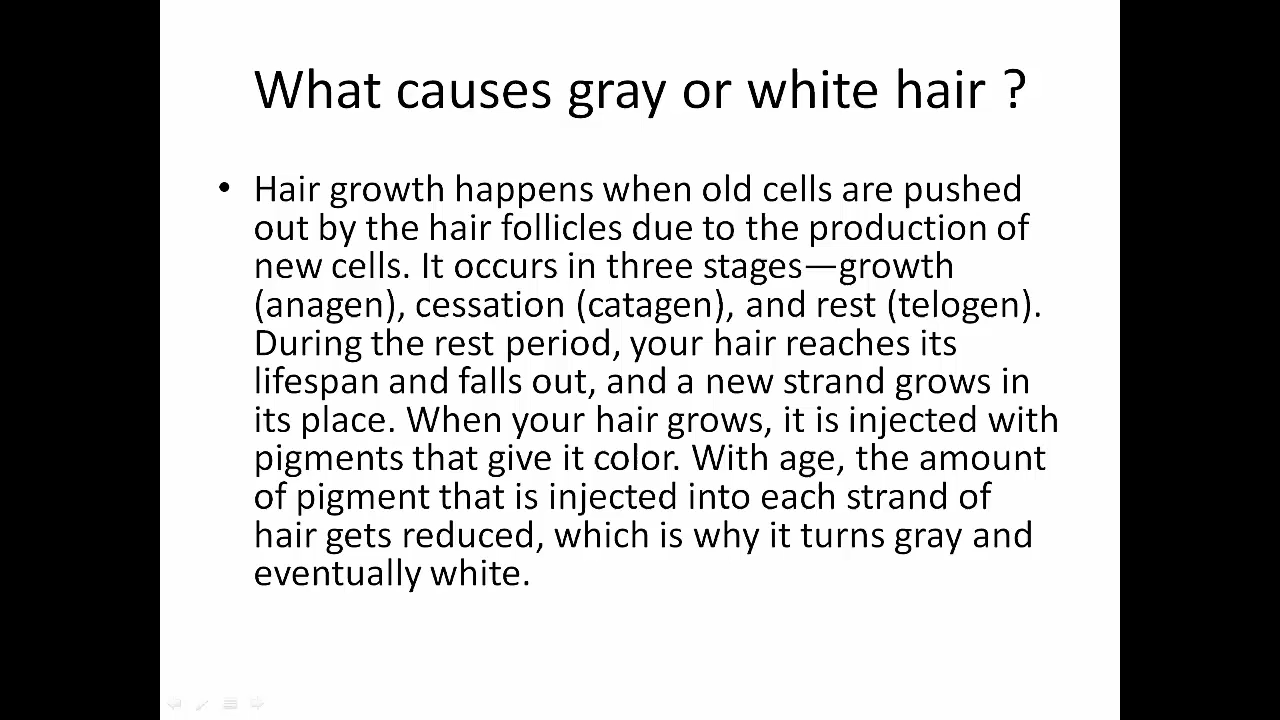 What causes gray or white hair ?
• Hair growth happens when old cells are pushed
out by the hair follicles due to the production of
new cells. It occurs in three stages—growth
(anagen), cessation (catagen), and rest (telogen).
During the rest period, your hair reaches its
lifespan and falls out, and a new strand grows in
its place. When your hair grows, it is injected with
pigments that give it color. With age, the amount
of pigment that is injected into each strand of
hair gets reduced, which is why it turns gray and
eventually white.